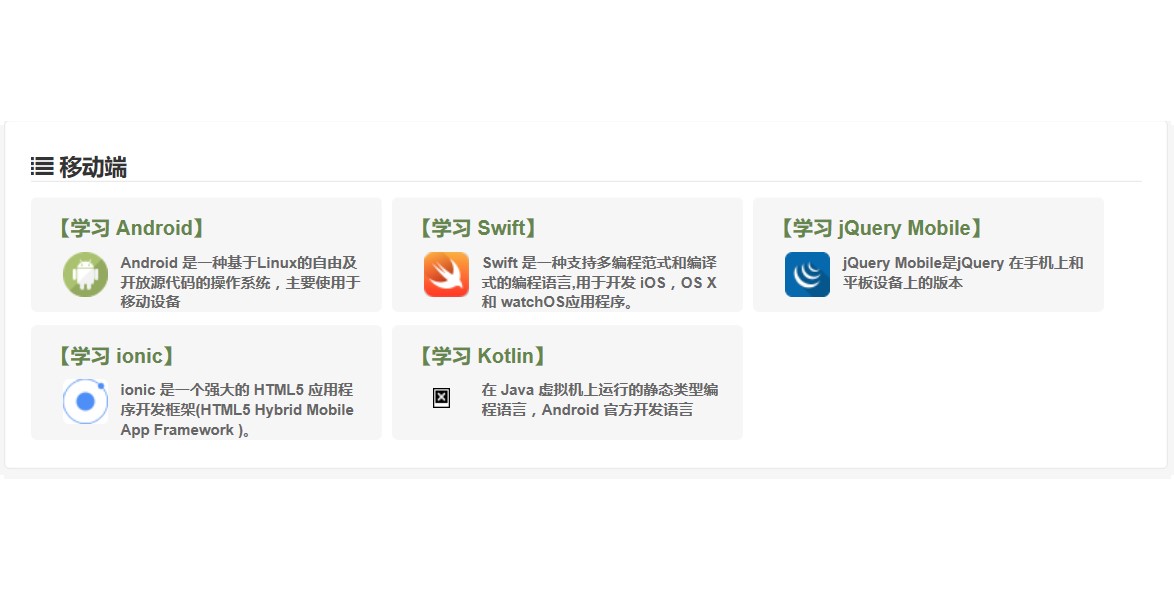 移动端
【学习 Android】
Android 是一种基于Linux的自由及
开放源代码的操作系统，主要使用于
移动设备
【学习 Swift】
Swift 是一种支持多编程范式和编译
式的编程语言,用于开发 iOS，OS X
和 watchOS应用程序。
【学习 jQuery Mobile】
jQuery Mobile是jQuery 在手机上和
平板设备上的版本
【学习 ionic】
ionic 是一个强大的 HTML5 应用程
序开发框架(HTML5 Hybrid Mobile
App Framework )。
【学习 Kotlin】
在 Java 虚拟机上运行的静态类型编
程语言，Android 官方开发语言